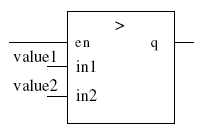 >
en q
value1
in1
value2
in2